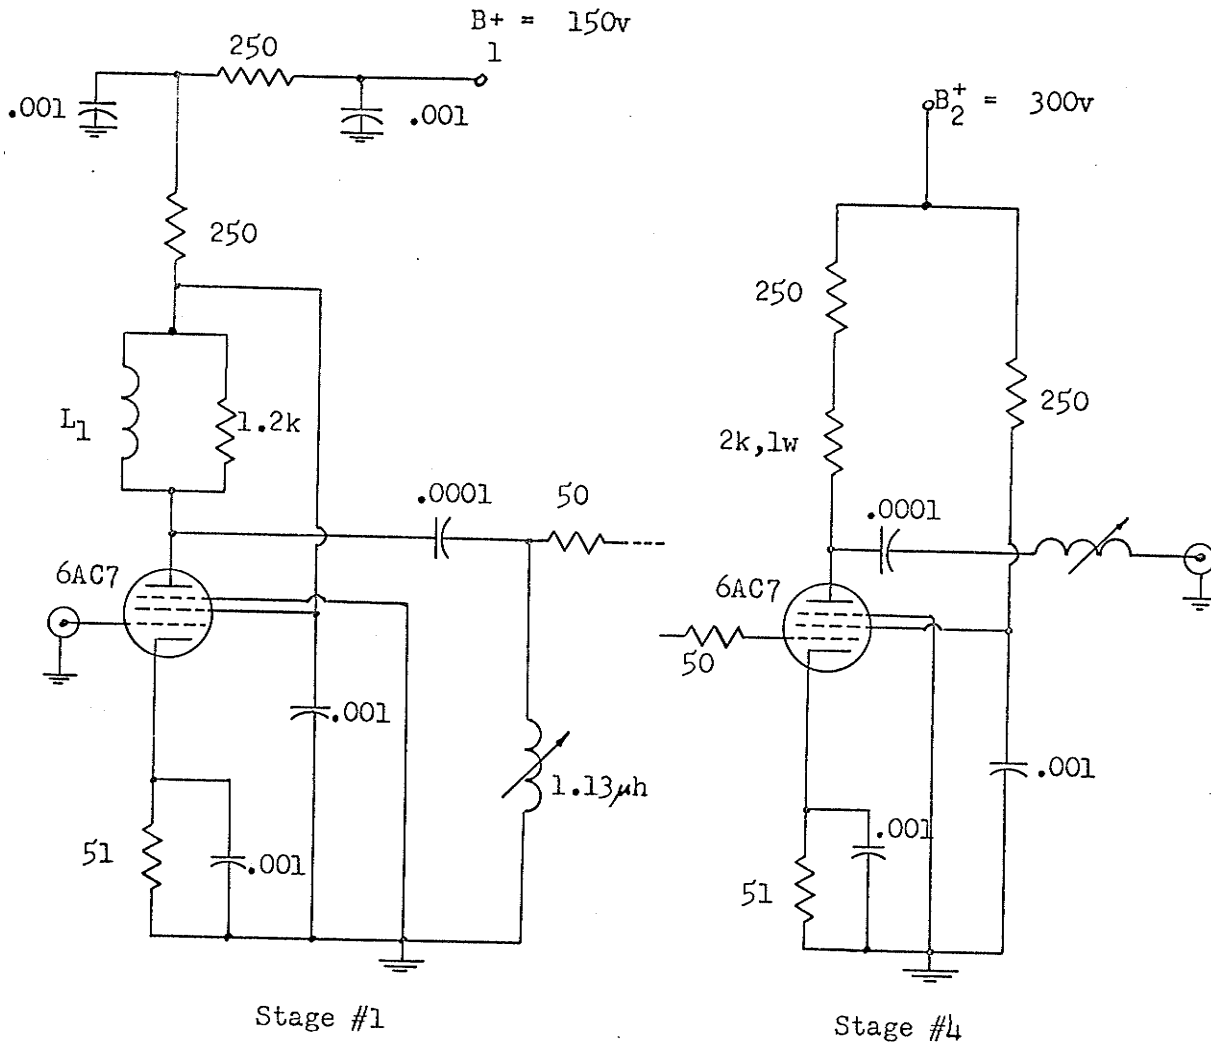 B+ = 150v
1
250
.001
.001
250
L1
1.2k
.0001
50
6AC7
.001
1.13μh
51
.001
Stage #1
B2+ = 300v
250
250
2k,1w
.0001
6AC7
50
.001
.001
51
Stage #4